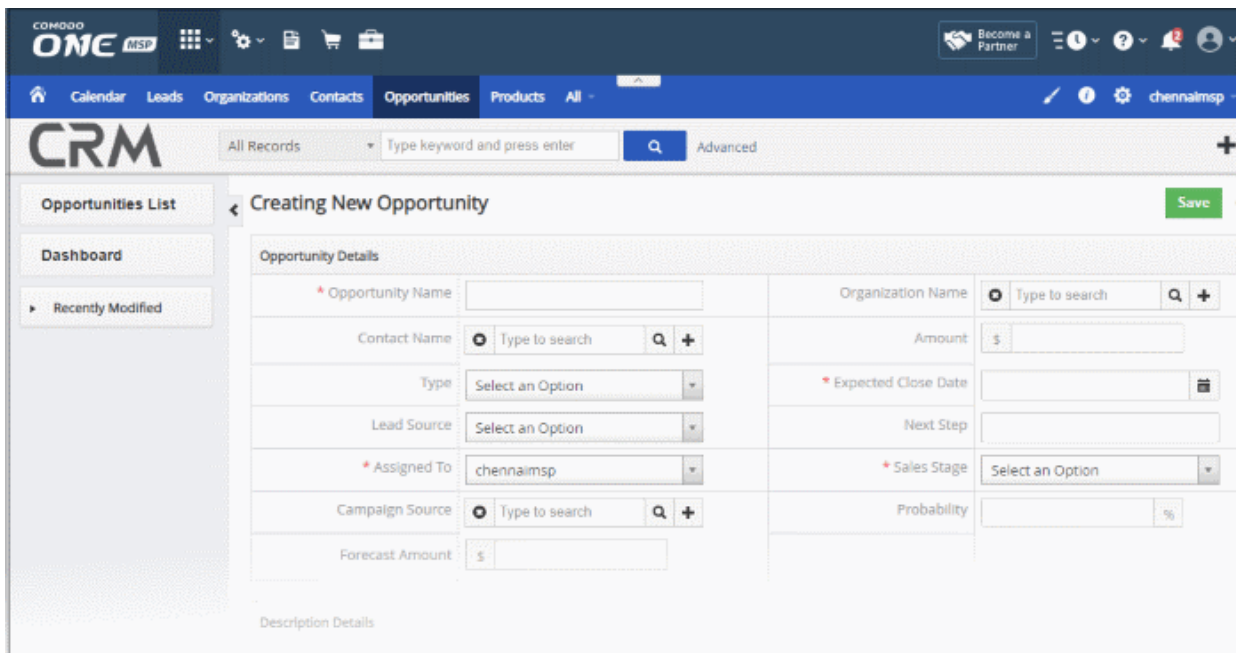 COMODO
ONE MSP
Become a
Partner
2
Calendar Leads Organizations Contacts Opportunities Products All
chennaimsp
CRM
All Records Type keyword and press enter Advanced
Opportunities List
Creating New Opportunity
Save
Dashboard
Opportunity Details
Recently Modified
* Opportunity Name
Organization Name Type to search
Contact Name Type to search
Amount $
Type Select an Option
* Expected Close Date
Lead Source Select an Option
Next Step
* Assigned To chennaimsp
* Sales Stage Select an Option
Campaign Source Type to search
Probability %
Forecast Amount $
Description Details